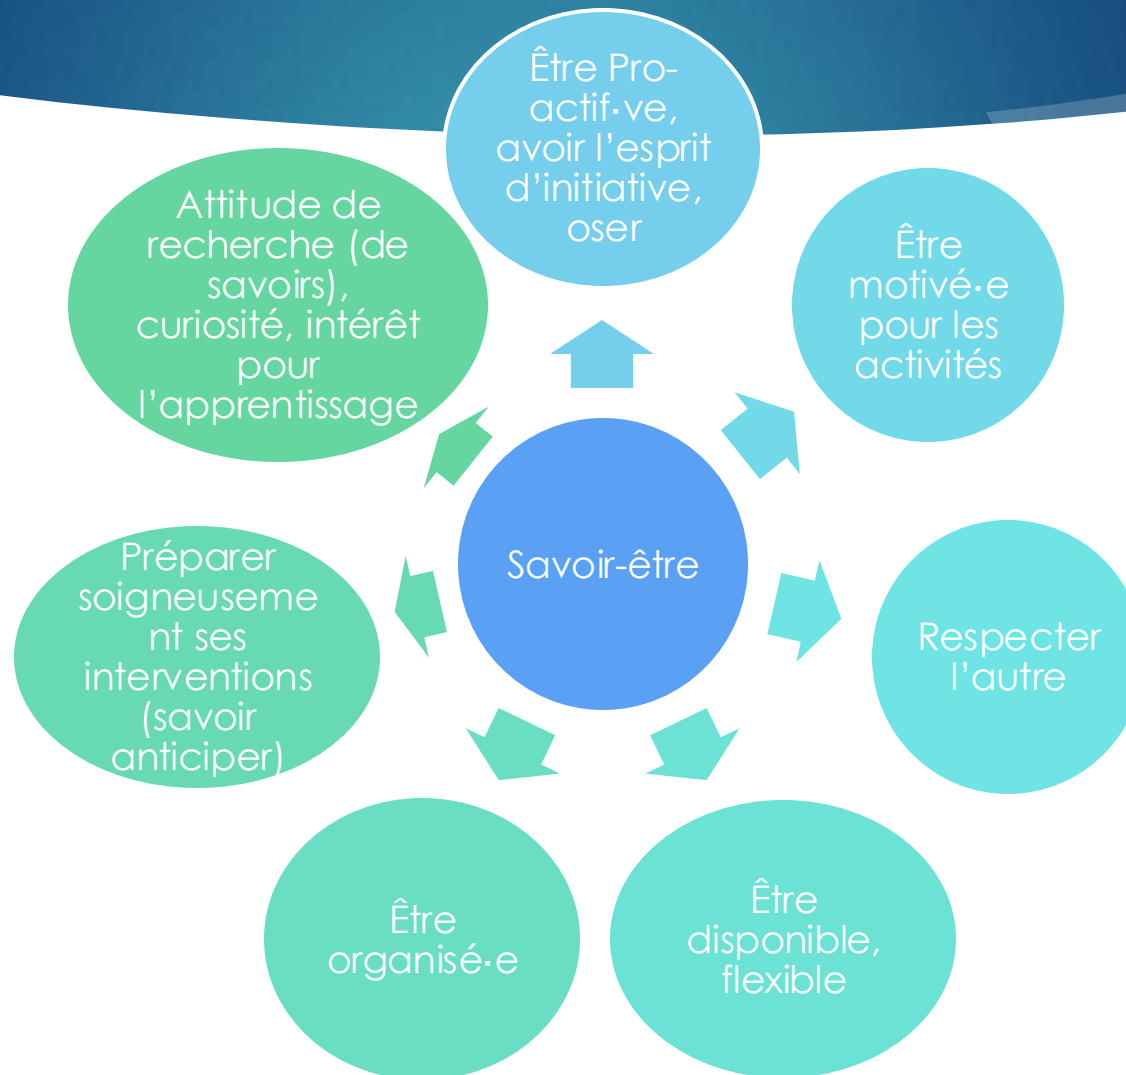 Être Pro-
actif·ve,
avoir l’esprit
d’initiative,
oser
Être
motivé·e
pour les
activités
Respecter
l’autre
Être
disponible,
flexible
Être
organisé·e
Préparer
soigneuseme
nt ses
interventions
(savoir
anticiper)
Attitude de
recherche (de
savoirs),
curiosité, intérêt
pour
l’apprentissage
Savoir-être